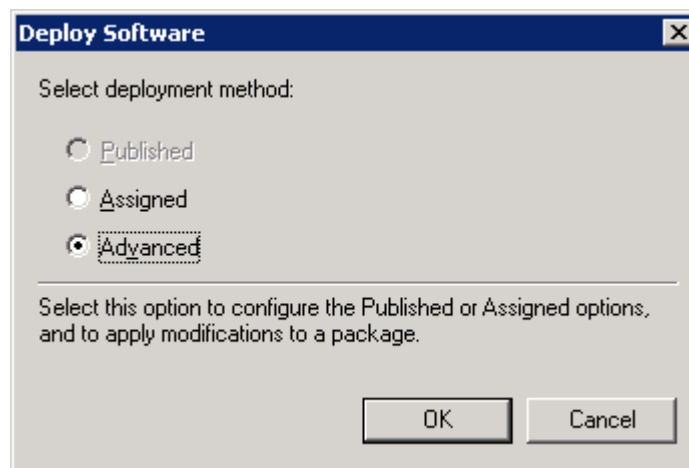 Deploy Software
Select deployment method:
Published
Assigned
Advanced
Select this option to configure the Published or Assigned options,
and to apply modifications to a package.
OK
Cancel